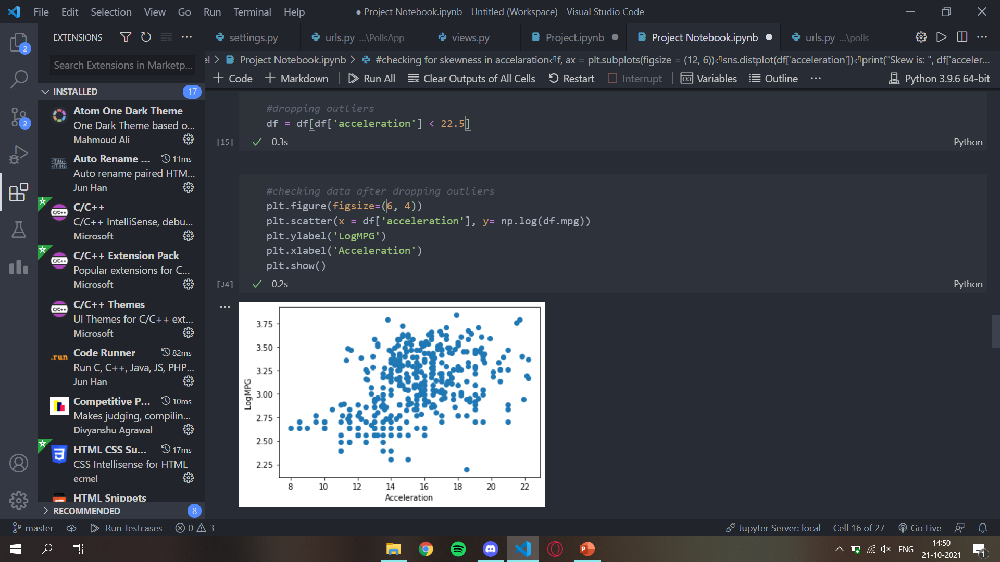 File Edit Selection View Go Run Terminal Help
● Project Notebook.ipynb - Untitled (Workspace) - Visual Studio Code
EXTENSIONS
settings.py
urls.py ...\PollsApp
views.py
Project.ipynb
Project Notebook.ipynb
urls.py ...\polls
2
Search Extensions in Marketp...
el > Project Notebook.ipynb > #checking for skewness in accelaration⏎f, ax = plt.subplots(figsize = (12, 6))⏎sns.distplot(df['acceleration'])⏎print("Skew is: ", df['acceler...
+ Code + Markdown Run All Clear Outputs of All Cells Restart Interrupt Variables Outline ... Python 3.9.6 64-bit
INSTALLED 17
2
Atom One Dark Theme
One Dark Theme based o...
Mahmoud Ali
Auto Rename ... 11ms
Auto rename paired HTM...
Jun Han
C/C++
C/C++ IntelliSense, debu...
Microsoft
C/C++ Extension Pack
Popular extensions for C...
Microsoft
C/C++ Themes
UI Themes for C/C++ ext...
Microsoft
.run
Code Runner 82ms
Run C, C++, Java, JS, PHP...
Jun Han
Competitive P... 10ms
Makes judging, compilin...
Divyanshu Agrawal
HTML CSS Su... 17ms
CSS Intellisense for HTML
ecmel
HTML Snippets
RECOMMENDED 8
#dropping outliers
df = df[df['acceleration'] < 22.5]
[15] 0.3s Python
#checking data after dropping outliers
plt.figure(figsize=(6, 4))
plt.scatter(x = df['acceleration'], y= np.log(df.mpg))
plt.ylabel('LogMPG')
plt.xlabel('Acceleration')
plt.show()
[34] 0.2s Python
...
3.75
3.50
3.25
3.00
2.75
2.50
2.25
LogMPG
8 10 12 14 16 18 20 22
Acceleration
master Run Testcases 0 3 Jupyter Server: local Cell 16 of 27 Go Live
ENG
14:50
21-10-2021
1